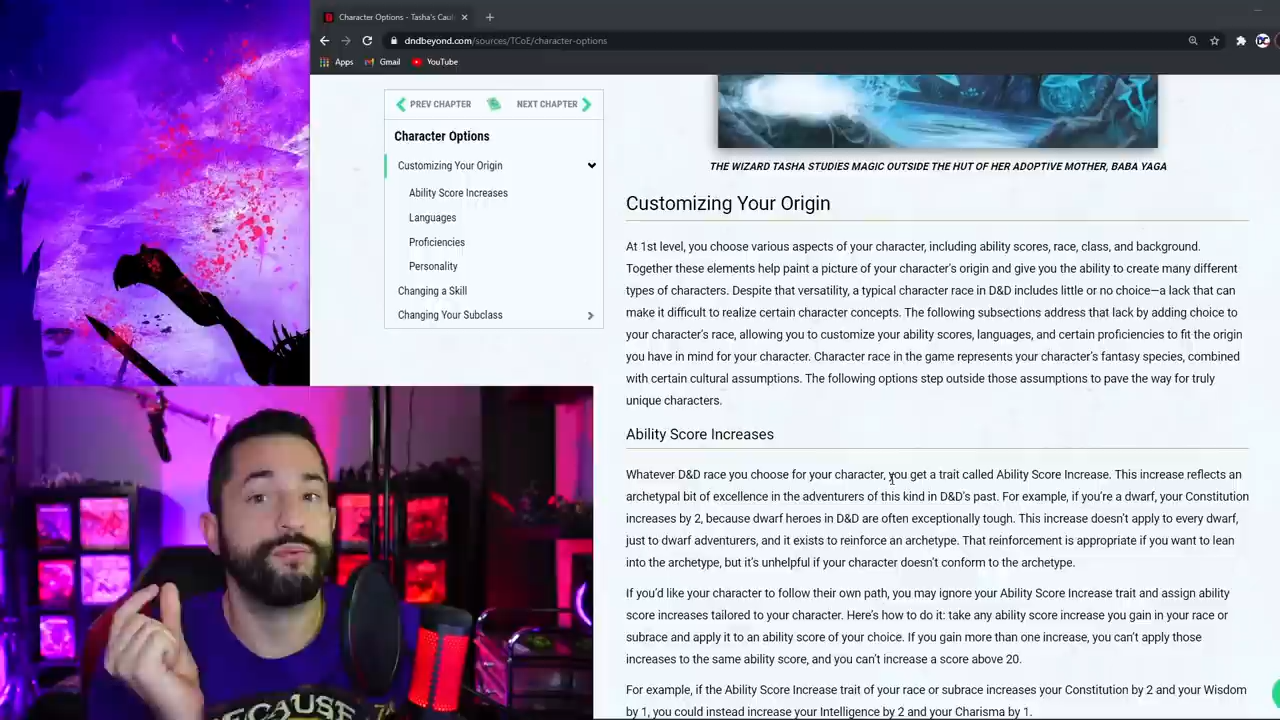 Character Options - Tasha's Caul
dndbeyond.com/sources/TCoE/character-options
Apps Gmail YouTube
PREV CHAPTER NEXT CHAPTER
Character Options
Customizing Your Origin
Ability Score Increases
Languages
Proficiencies
Personality
Changing a Skill
Changing Your Subclass
THE WIZARD TASHA STUDIES MAGIC OUTSIDE THE HUT OF HER ADOPTIVE MOTHER, BABA YAGA
Customizing Your Origin
At 1st level, you choose various aspects of your character, including ability scores, race, class, and background.
Together these elements help paint a picture of your character's origin and give you the ability to create many different
types of characters. Despite that versatility, a typical character race in D&D includes little or no choice—a lack that can
make it difficult to realize certain character concepts. The following subsections address that lack by adding choice to
your character's race, allowing you to customize your ability scores, languages, and certain proficiencies to fit the origin
you have in mind for your character. Character race in the game represents your character's fantasy species, combined
with certain cultural assumptions. The following options step outside those assumptions to pave the way for truly
unique characters.
Ability Score Increases
Whatever D&D race you choose for your character, you get a trait called Ability Score Increase. This increase reflects an
archetypal bit of excellence in the adventurers of this kind in D&D's past. For example, if you're a dwarf, your Constitution
increases by 2, because dwarf heroes in D&D are often exceptionally tough. This increase doesn't apply to every dwarf,
just to dwarf adventurers, and it exists to reinforce an archetype. That reinforcement is appropriate if you want to lean
into the archetype, but it's unhelpful if your character doesn't conform to the archetype.
If you'd like your character to follow their own path, you may ignore your Ability Score Increase trait and assign ability
score increases tailored to your character. Here's how to do it: take any ability score increase you gain in your race or
subrace and apply it to an ability score of your choice. If you gain more than one increase, you can't apply those
increases to the same ability score, and you can't increase a score above 20.
For example, if the Ability Score Increase trait of your race or subrace increases your Constitution by 2 and your Wisdom
by 1, you could instead increase your Intelligence by 2 and your Charisma by 1.
BECAUSE